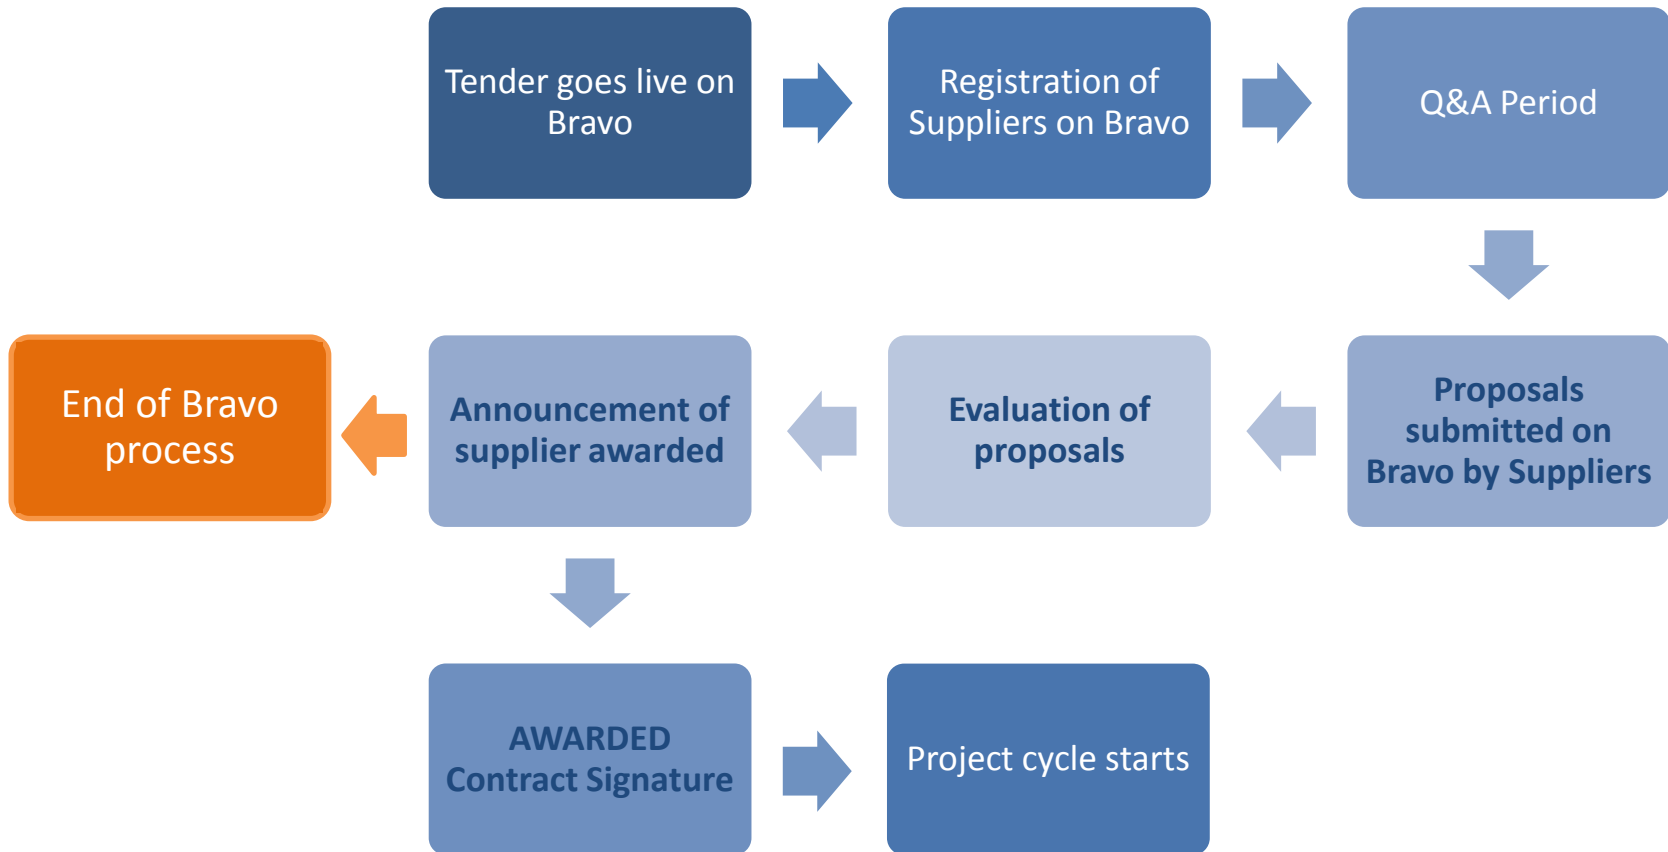 Tender goes live on
Bravo
Registration of
Suppliers on Bravo
Q&A Period
Proposals
submitted on
Bravo by Suppliers
Evaluation of
proposals
Announcement of
supplier awarded
End of Bravo
process
AWARDED
Contract Signature
Project cycle starts